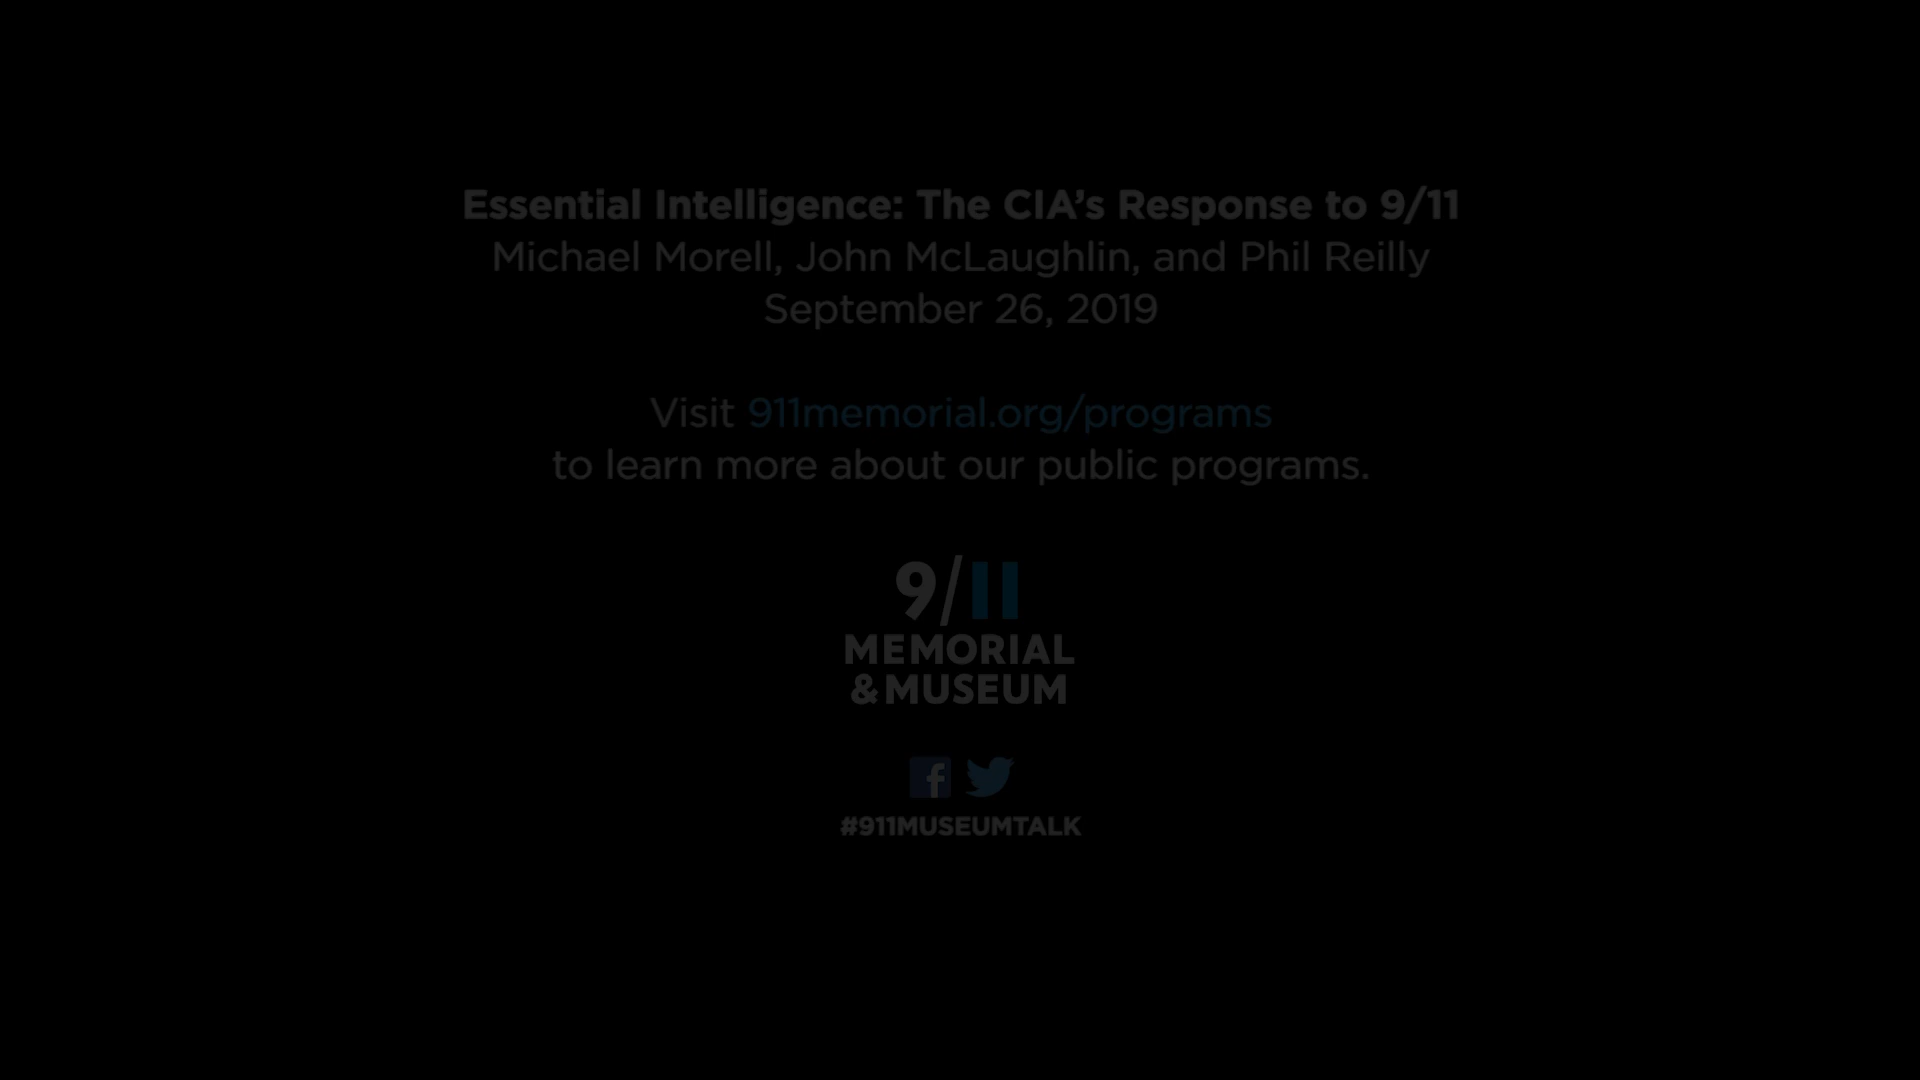 Essential Intelligence: The CIA’s Response to 9/11
Michael Morell, John McLaughlin, and Phil Reilly
September 26, 2019
Visit 911memorial.org/programs
to learn more about our public programs.
9/11
MEMORIAL
& MUSEUM
#911MUSEUMTALK